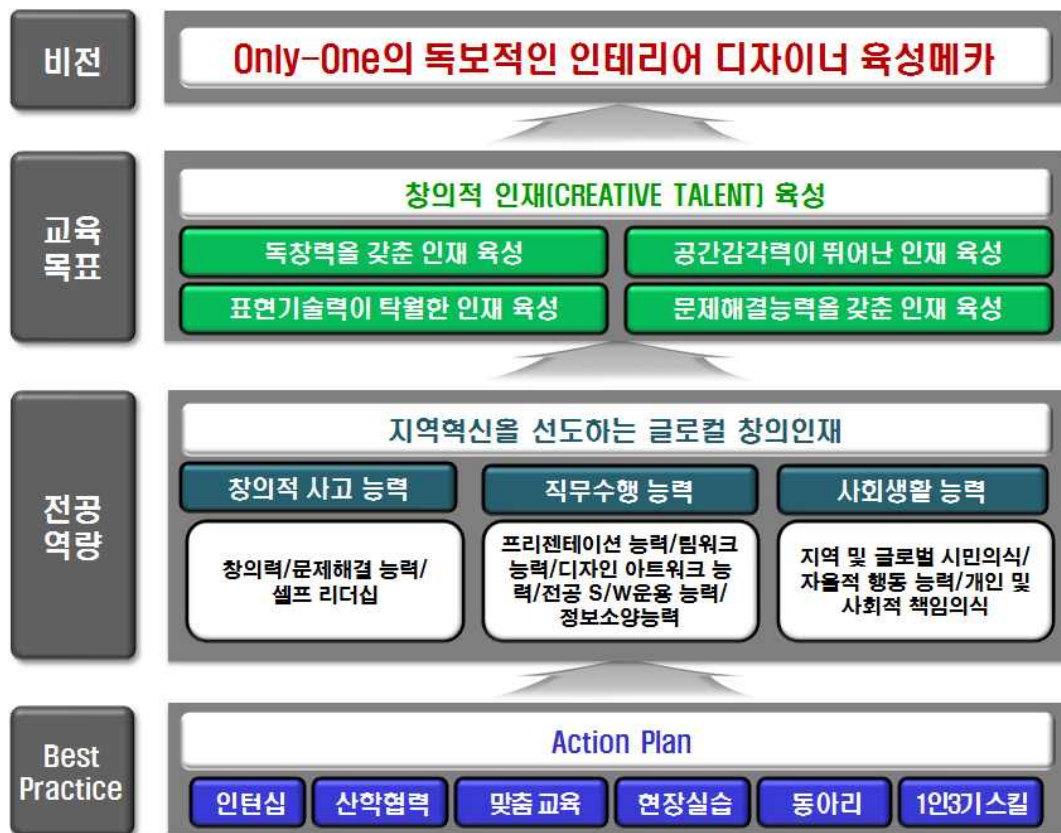 비전
Only-One의 독보적인 인테리어 디자이너 육성메카
교육
목표
창의적 인재(CREATIVE TALENT) 육성
독창력을 갖춘 인재 육성
공간감각력이 뛰어난 인재 육성
표현기술력이 탁월한 인재 육성
문제해결능력을 갖춘 인재 육성
전공
역량
지역혁신을 선도하는 글로컬 창의인재
창의적 사고 능력
직무수행 능력
사회생활 능력
창의력/문제해결 능력/
셀프 리더십
프리젠테이션 능력/팀워크
능력/디자인 아트워크 능
력/전공 S/W운용 능력/
정보소양능력
지역 및 글로벌 시민의식/
자율적 행동 능력/개인 및
사회적 책임의식
Best
Practice
Action Plan
인턴십
산학협력
맞춤교육
현장실습
동아리
1인3기스킬